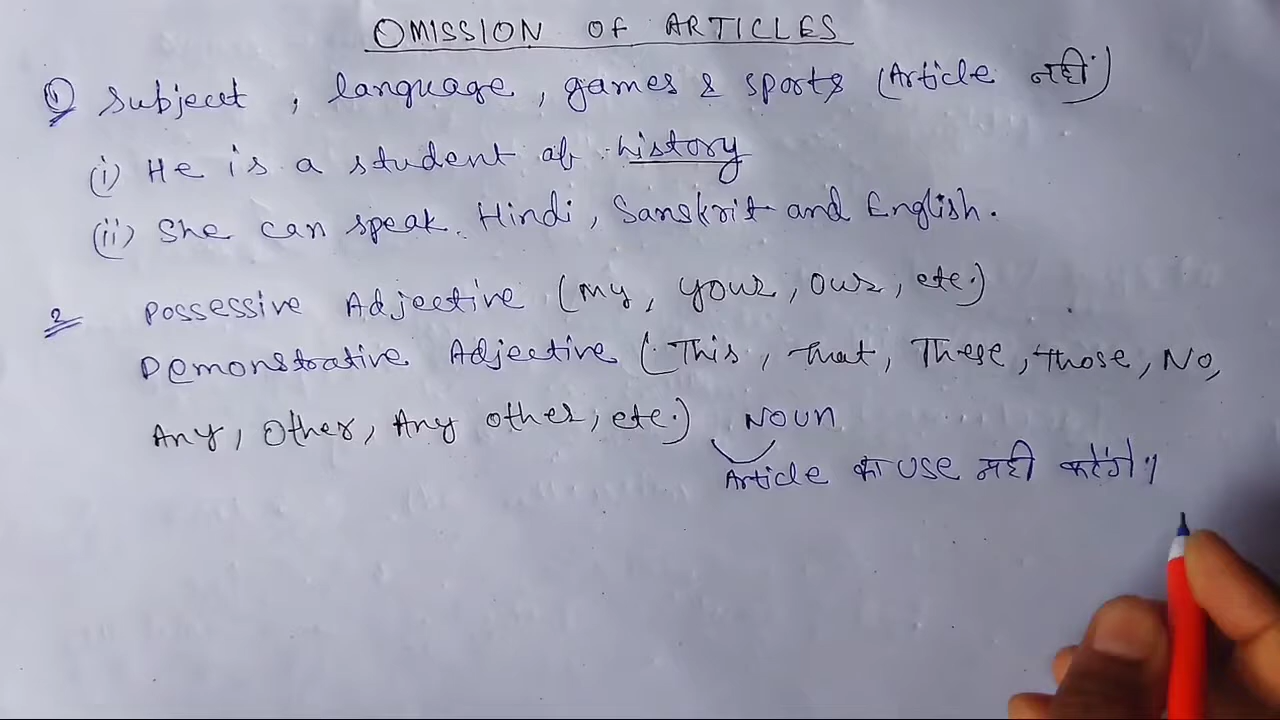 OMISSION OF ARTICLES
① Subject, language, games & sports (Article नहीं)
(i) He is a student of history
(ii) She can speak Hindi, Sanskrit and English.
2 Possessive Adjective (My, your, our, etc.)
Demonstrative Adjective (This, that, These, those, No,
Any, Other, Any other, etc.) NOUN
Article का USE नही करेंगे।